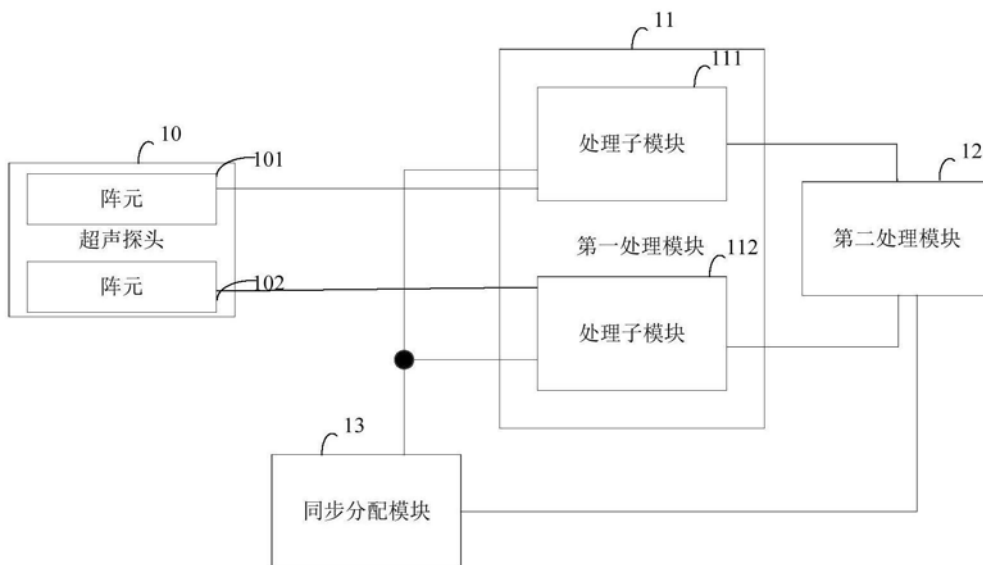 11
111
处理子模块
10
101
阵元
超声探头
阵元
102
12
第二处理模块
第一处理模块
112
处理子模块
13
同步分配模块